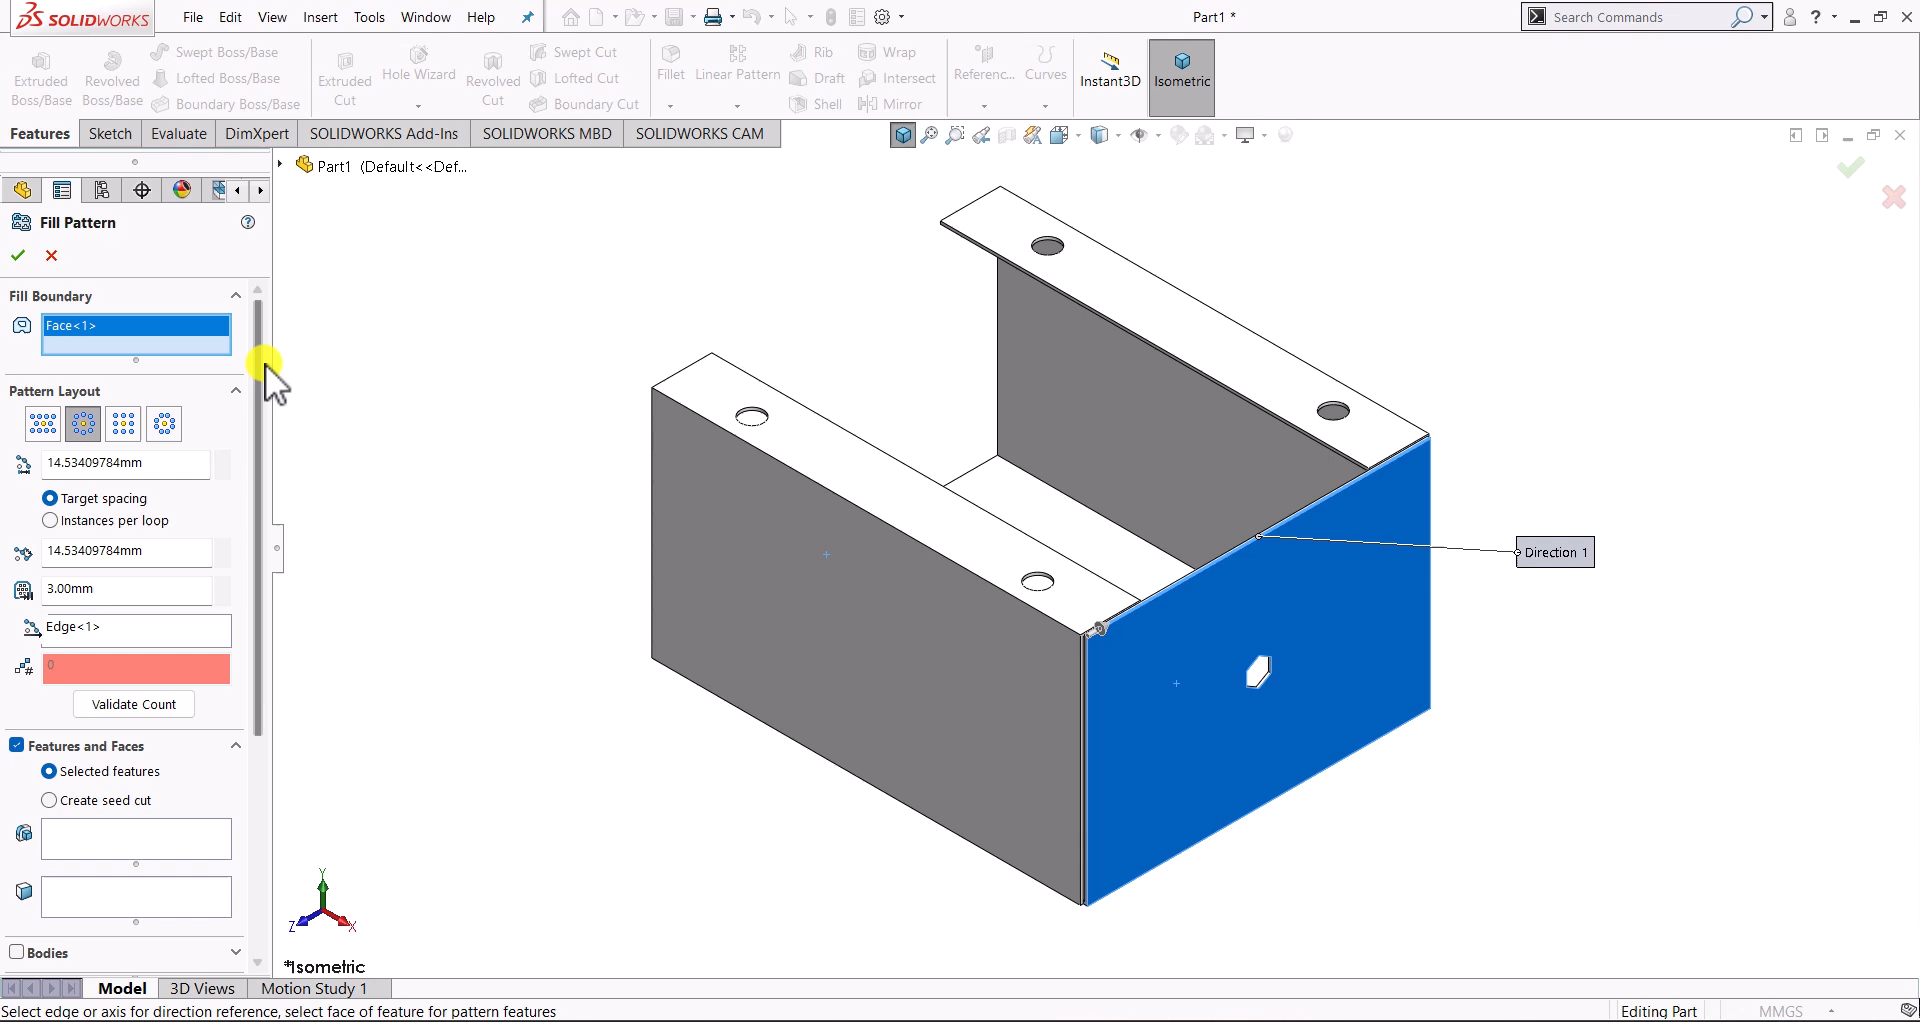 SOLIDWORKS File Edit View Insert Tools Window Help Part1 * Search Commands
Extruded Boss/Base
Revolved Boss/Base
Swept Boss/Base
Lofted Boss/Base
Boundary Boss/Base
Extruded Cut
Hole Wizard
Revolved Cut
Swept Cut
Lofted Cut
Boundary Cut
Fillet
Linear Pattern
Rib
Draft
Shell
Wrap
Intersect
Mirror
Referenc...
Curves
Instant3D
Isometric
Features Sketch Evaluate DimXpert SOLIDWORKS Add-Ins SOLIDWORKS MBD SOLIDWORKS CAM
Part1 (Default<<Def...
Fill Pattern
Fill Boundary
Face<1>
Pattern Layout
14.53409784mm
Target spacing
Instances per loop
14.53409784mm
3.00mm
Edge<1>
0
Validate Count
Features and Faces
Selected features
Create seed cut
Bodies
Direction 1
Y
Z
X
*Isometric
Model 3D Views Motion Study 1
Select edge or axis for direction reference, select face of feature for pattern features
Editing Part
MMGS